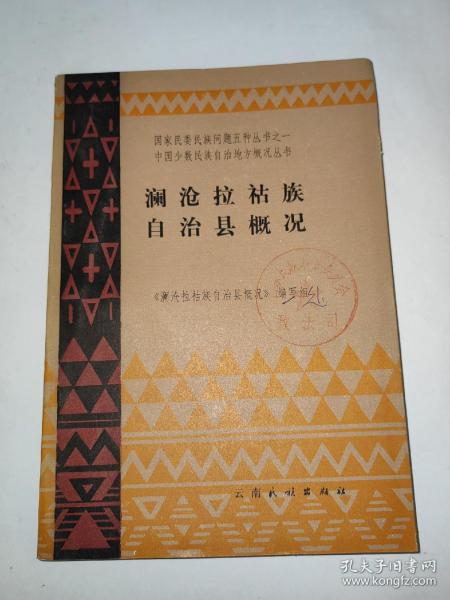 国家民委民族问题五种丛书之一
中国少数民族自治地方概况丛书
澜沧拉祜族
自治县概况
《澜沧拉祜族自治县概况》编写组
云南民族出版社
孔夫子旧书网
www.kongfz.com